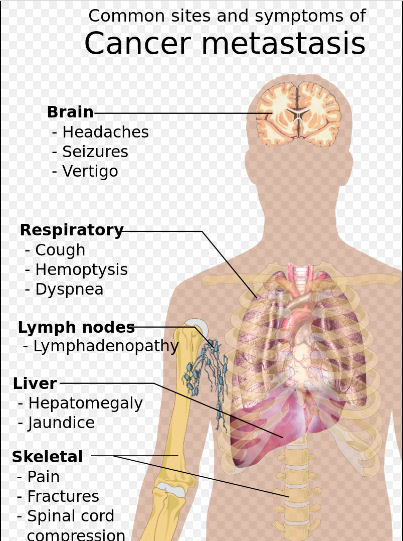 Common sites and symptoms of
Cancer metastasis
Brain
- Headaches
- Seizures
- Vertigo
Respiratory
- Cough
- Hemoptysis
- Dyspnea
Lymph nodes
- Lymphadenopathy
Liver
- Hepatomegaly
- Jaundice
Skeletal
- Pain
- Fractures
- Spinal cord
compression